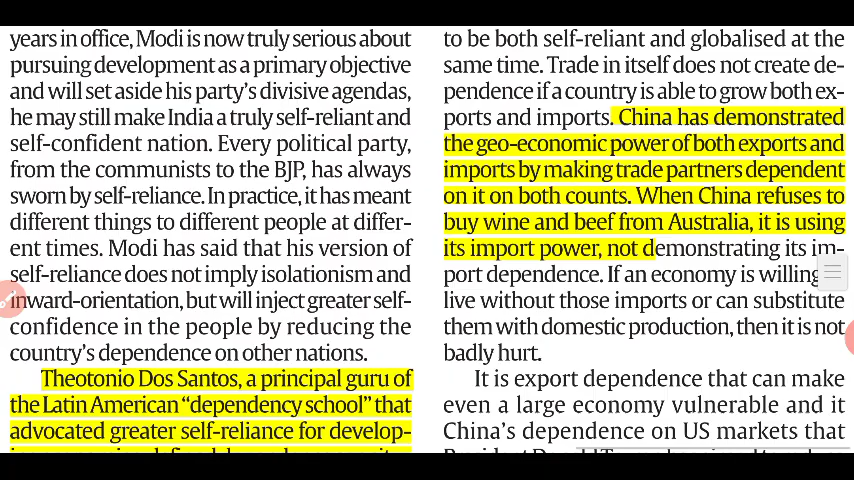 years in office, Modi is now truly serious about
pursuing development as a primary objective
and will set aside his party's divisive agendas,
he may still make India a truly self-reliant and
self-confident nation. Every political party,
from the communists to the BJP, has always
sworn by self-reliance. In practice, it has meant
different things to different people at differ-
ent times. Modi has said that his version of
self-reliance does not imply isolationism and
inward-orientation, but will inject greater self-
confidence in the people by reducing the
country's dependence on other nations.
Theotonio Dos Santos, a principal guru of
the Latin American “dependency school” that
advocated greater self-reliance for develop-
to be both self-reliant and globalised at the
same time. Trade in itself does not create de-
pendence if a country is able to grow both ex-
ports and imports. China has demonstrated
the geo-economic power of both exports and
imports by making trade partners dependent
on it on both counts. When China refuses to
buy wine and beef from Australia, it is using
its import power, not demonstrating its im-
port dependence. If an economy is willing
live without those imports or can substitute
them with domestic production, then it is not
badly hurt.
It is export dependence that can make
even a large economy vulnerable and it
China's dependence on US markets that